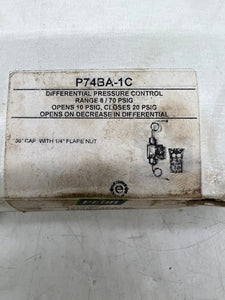 P74BA-1C
DIFFERENTIAL PRESSURE CONTROL
RANGE 8 / 70 PSIG
OPENS 10 PSIG, CLOSES 20 PSIG
OPENS ON DECREASE IN DIFFERENTIAL
36" CAP. WITH 1/4" FLARE NUT
PENN